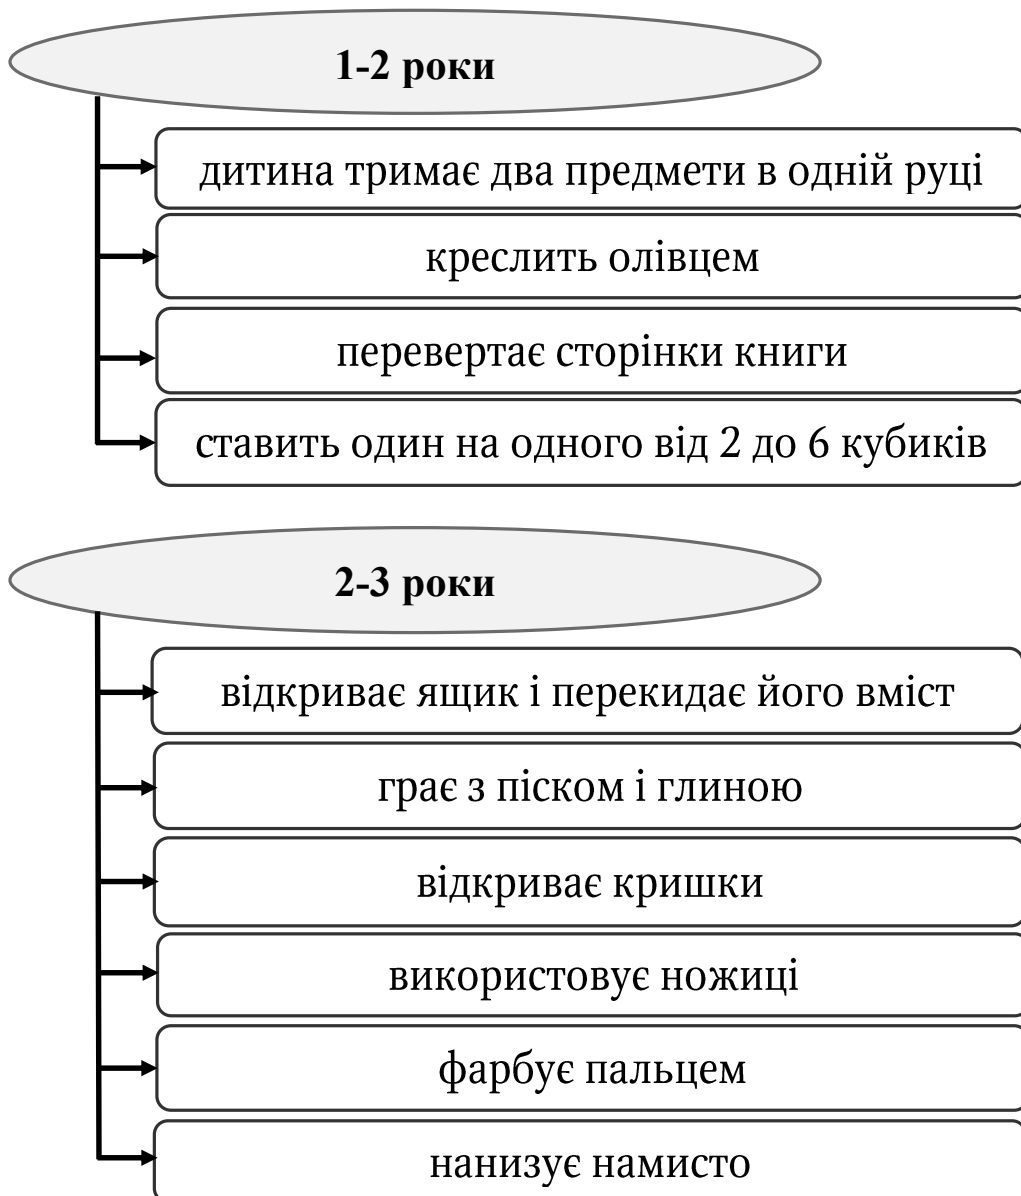 1-2 роки
дитина тримає два предмети в одній руці
креслить олівцем
перевертає сторінки книги
ставить один на одного від 2 до 6 кубиків
2-3 роки
відкриває ящик і перекидає його вміст
грає з піском і глиною
відкриває кришки
використовує ножиці
фарбує пальцем
нанизує намисто